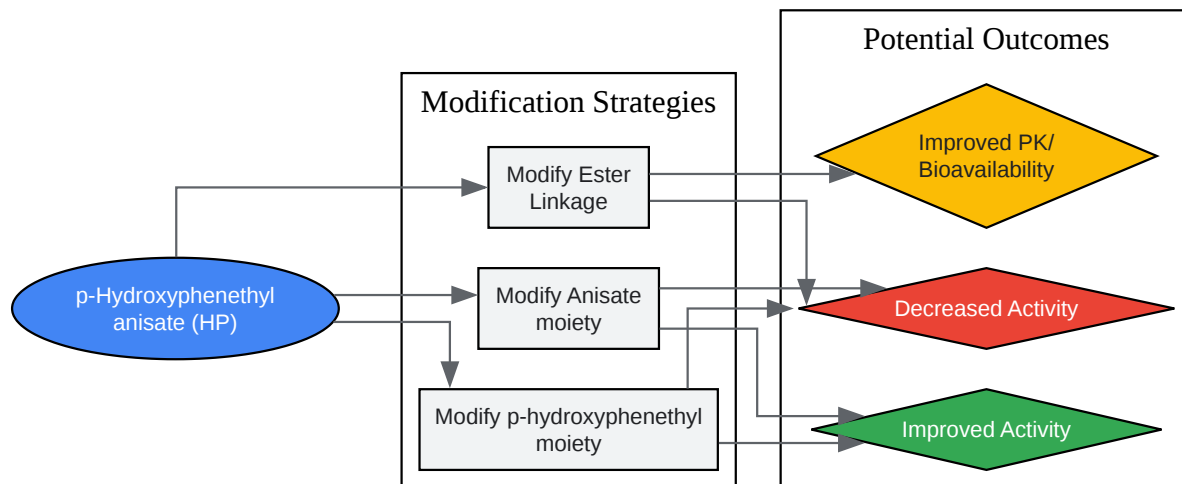 Potential Outcomes
Modification Strategies
Improved PK/
Bioavailability
Modify Ester
Linkage
p-Hydroxyphenethyl
anisate (HP)
Modify Anisate
moiety
Decreased Activity
Modify p-hydroxyphenethyl
moiety
Improved Activity